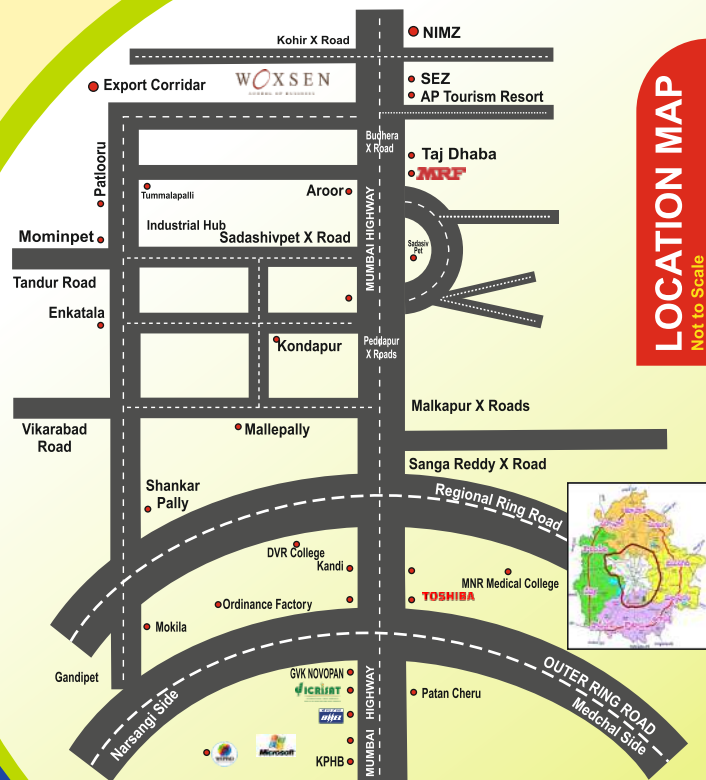 Kohir X Road
NIMZ
WOXSEN
SCHOOL OF BUSINESS
Export Corridar
SEZ
AP Tourism Resort
Buchera
X Road
Taj Dhaba
MRF
Patlooru
Tummalapalli
Aroor
Industrial Hub
Mominpet
Sadashivpet X Road
MUMBAI HIGHWAY
Sadasiv
Pet
Tandur Road
Enkatala
Kondapur
Peddapur
X Roads
LOCATION MAP
Not to Scale
Malkapur X Roads
Vikarabad
Road
Mallepally
Sanga Reddy X Road
Shankar
Pally
Regional Ring Road
DVR College
Kandi
MNR Medical College
Ordinance Factory
TOSHIBA
Mokila
Gandipet
GVK NOVOPAN
ICRISAT
BHEL
MUMBAI HIGHWAY
Patan Cheru
OUTER RING ROAD
Medchal Side
Narsangi Side
Microsoft
KPHB